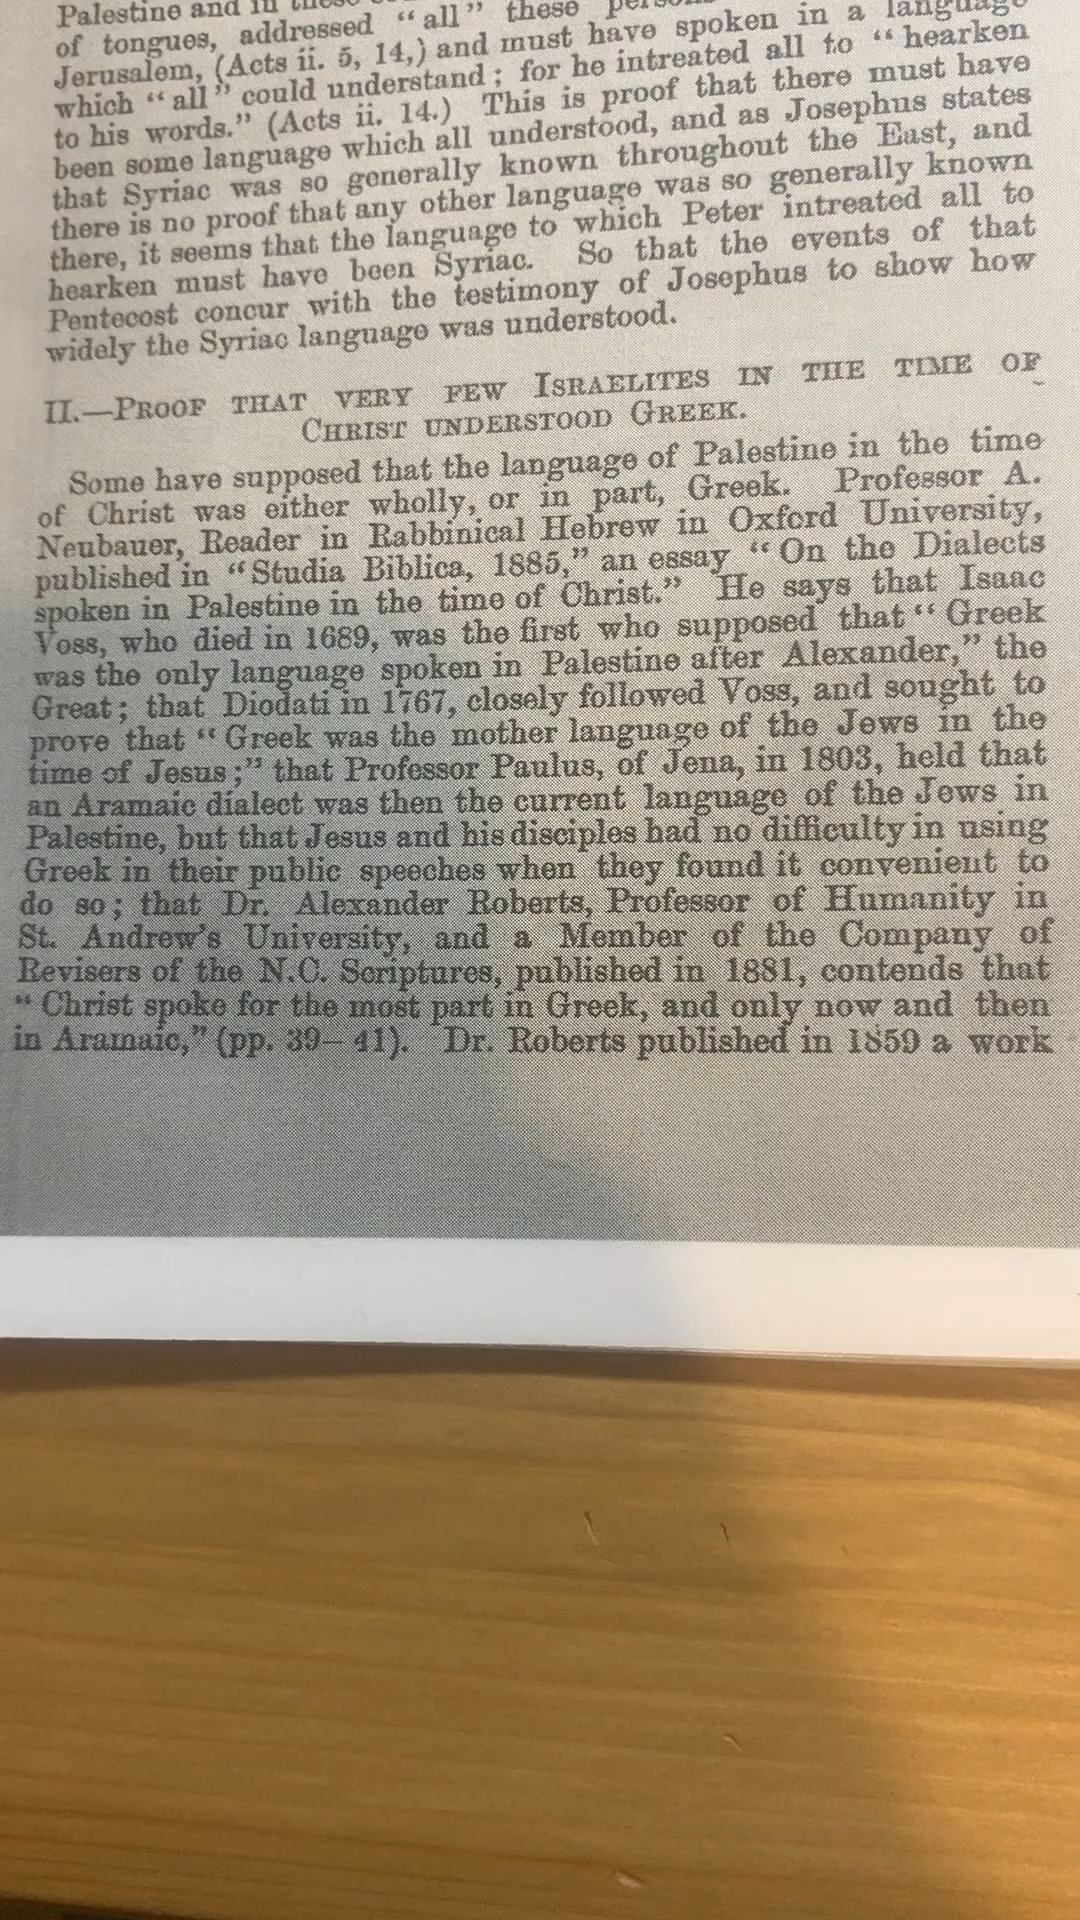 Palestine and in these
of tongues, addressed “all” these
Jerusalem, (Acts ii. 5, 14,) and must have spoken in a language
which “all” could understand; for he intreated all to “hearken
to his words.” (Acts ii. 14.) This is proof that there must have
been some language which all understood, and as Josephus states
that Syriac was so generally known throughout the East, and
there is no proof that any other language was so generally known
there, it seems that the language to which Peter intreated all to
hearken must have been Syriac. So that the events of that
Pentecost concur with the testimony of Josephus to show how
widely the Syriac language was understood.
II.—Proof that very few Israelites in the time of
Christ understood Greek.
Some have supposed that the language of Palestine in the time
of Christ was either wholly, or in part, Greek. Professor A.
Neubauer, Reader in Rabbinical Hebrew in Oxford University,
published in “Studia Biblica, 1885,” an essay “On the Dialects
spoken in Palestine in the time of Christ.” He says that Isaac
Voss, who died in 1689, was the first who supposed that “Greek
was the only language spoken in Palestine after Alexander,” the
Great; that Diodati in 1767, closely followed Voss, and sought to
prove that “Greek was the mother language of the Jews in the
time of Jesus;” that Professor Paulus, of Jena, in 1803, held that
an Aramaic dialect was then the current language of the Jews in
Palestine, but that Jesus and his disciples had no difficulty in using
Greek in their public speeches when they found it convenient to
do so; that Dr. Alexander Roberts, Professor of Humanity in
St. Andrew's University, and a Member of the Company of
Revisers of the N.C. Scriptures, published in 1881, contends that
“Christ spoke for the most part in Greek, and only now and then
in Aramaic,” (pp. 39–41). Dr. Roberts published in 1859 a work